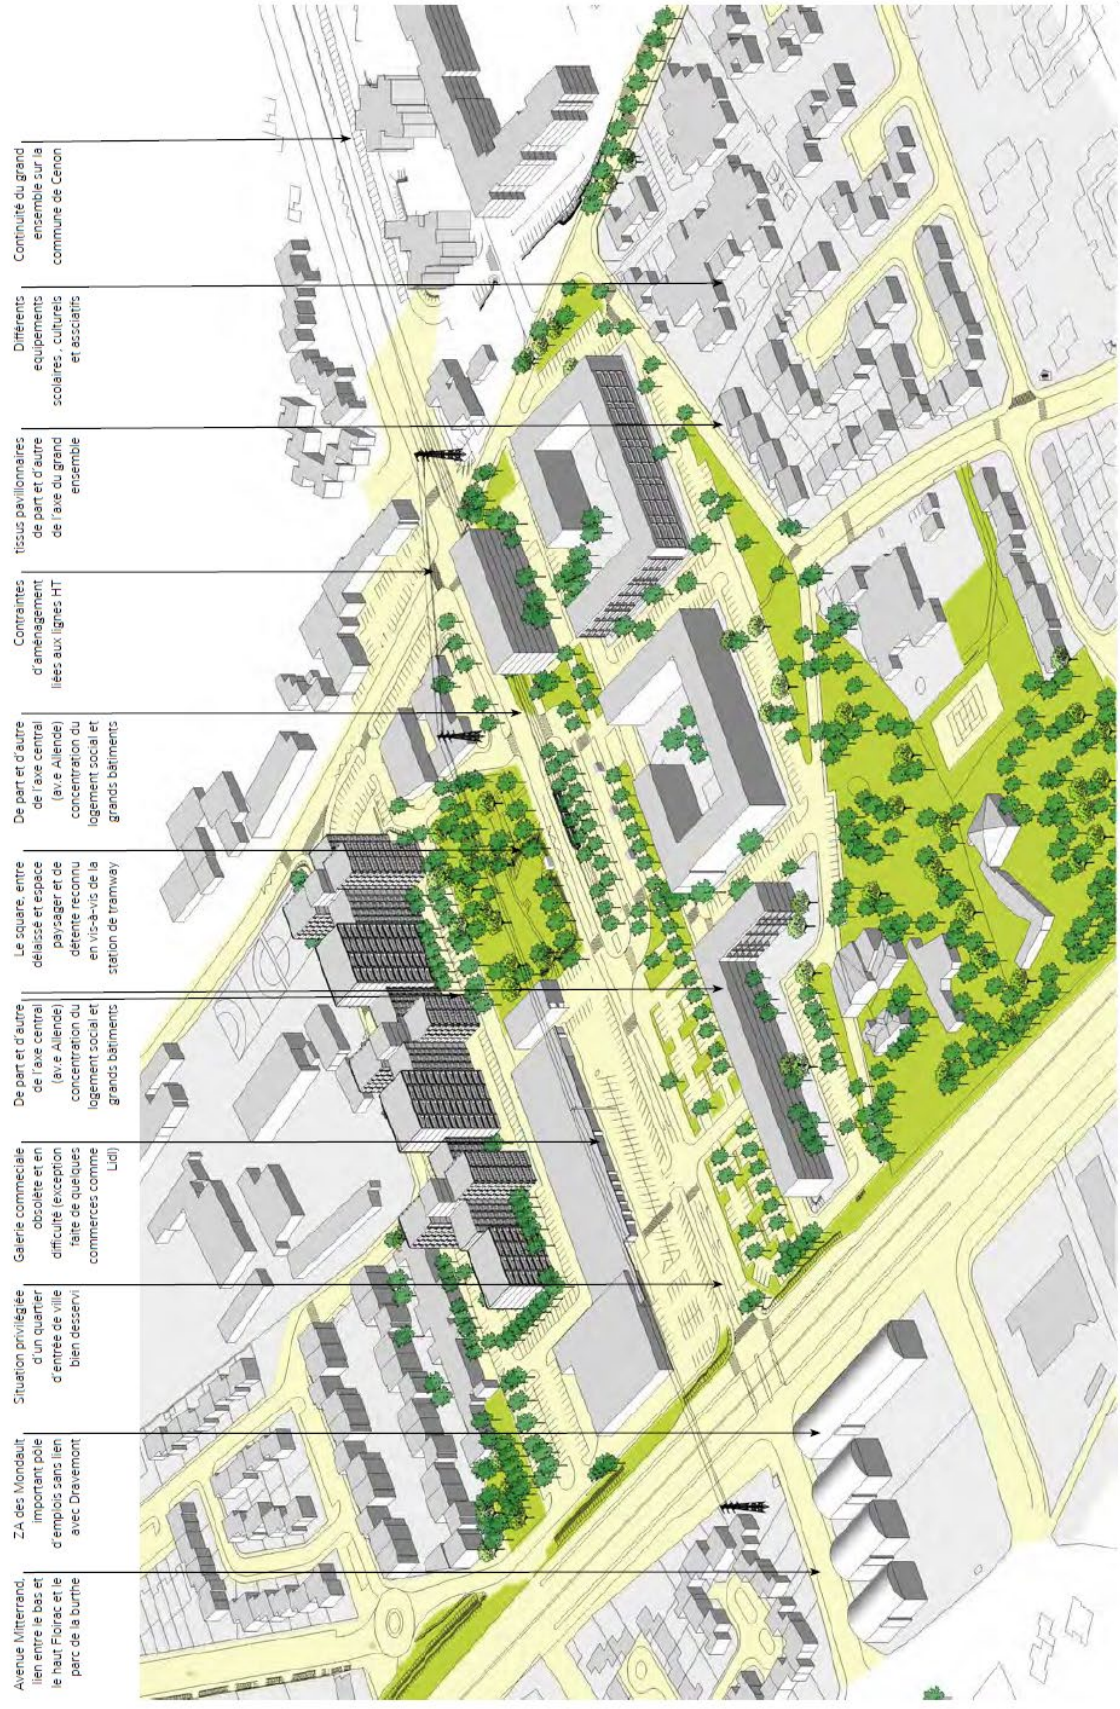 Avenue Mitterrand,
lien entre le bas et
le haut Floirac et le
parc de la burthe
ZA des Mondault
important pôle
d'emplois sans lien
avec Dravemont
Situation privilégiée
d'un quartier
d'entrée de ville
bien desservi
Galerie commeciale
obsolète et en
difficulté (exception
faite de quelques
commerces comme
Lidl)
De part et d'autre
de l'axe central
(av.e Allende)
concentration du
logement social et
grands bâtiments
Le square, entre
délaissé et espace
paysager et de
détente reconnu
en vis-à-vis de la
station de tramway
De part et d'autre
de l'axe central
(av.e Allende)
concentration du
logement social et
grands bâtiments
Contraintes
d'aménagement
liées aux lignes HT
tissus pavillonaires
de part et d'autre
de l'axe du grand
ensemble
Différents
equipements
scolaires , culturels
et assciatifs
Continuité du grand
ensemble sur la
commune de Cenon